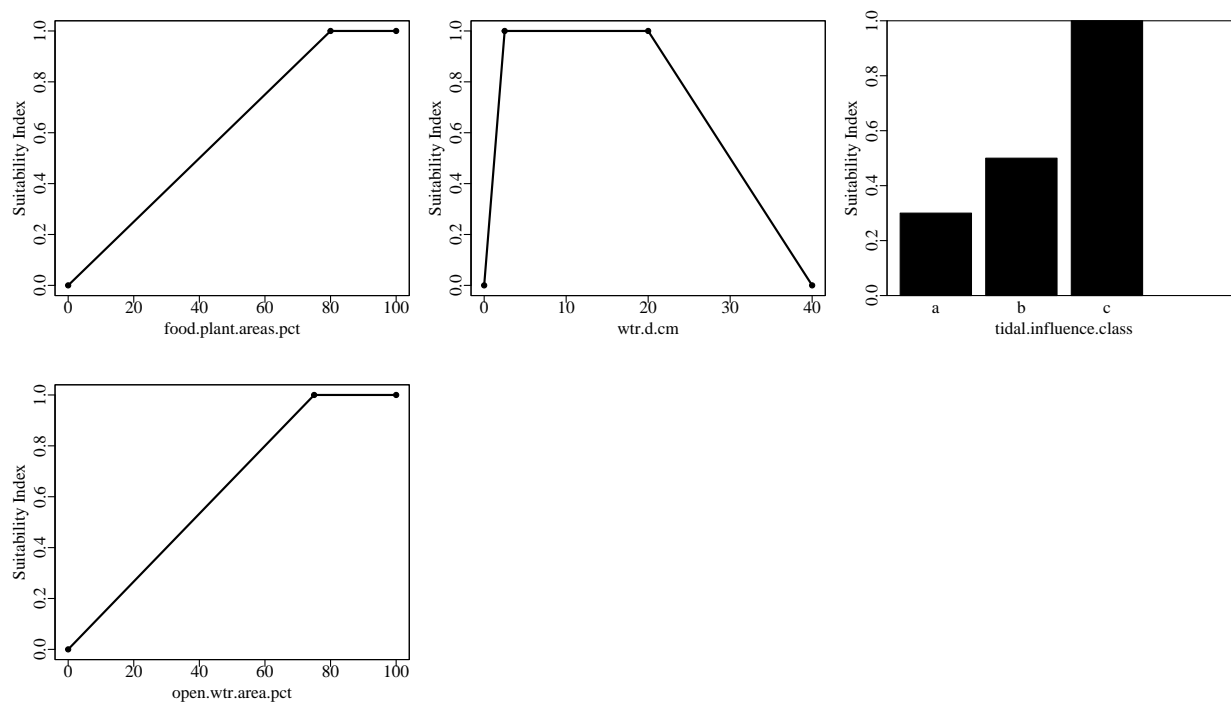 Suitability Index
0.0 0.2 0.4 0.6 0.8 1.0
0 20 40 60 80 100
food.plant.areas.pct
Suitability Index
0.0 0.2 0.4 0.6 0.8 1.0
0 10 20 30 40
wtr.d.cm
Suitability Index
0.0 0.2 0.4 0.6 0.8 1.0
a b c
tidal.influence.class
Suitability Index
0.0 0.2 0.4 0.6 0.8 1.0
0 20 40 60 80 100
open.wtr.area.pct